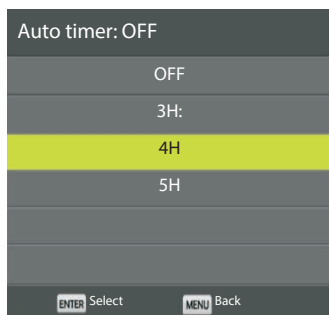 Auto timer: OFF
OFF
3H:
4H
5H
ENTER Select MENU Back